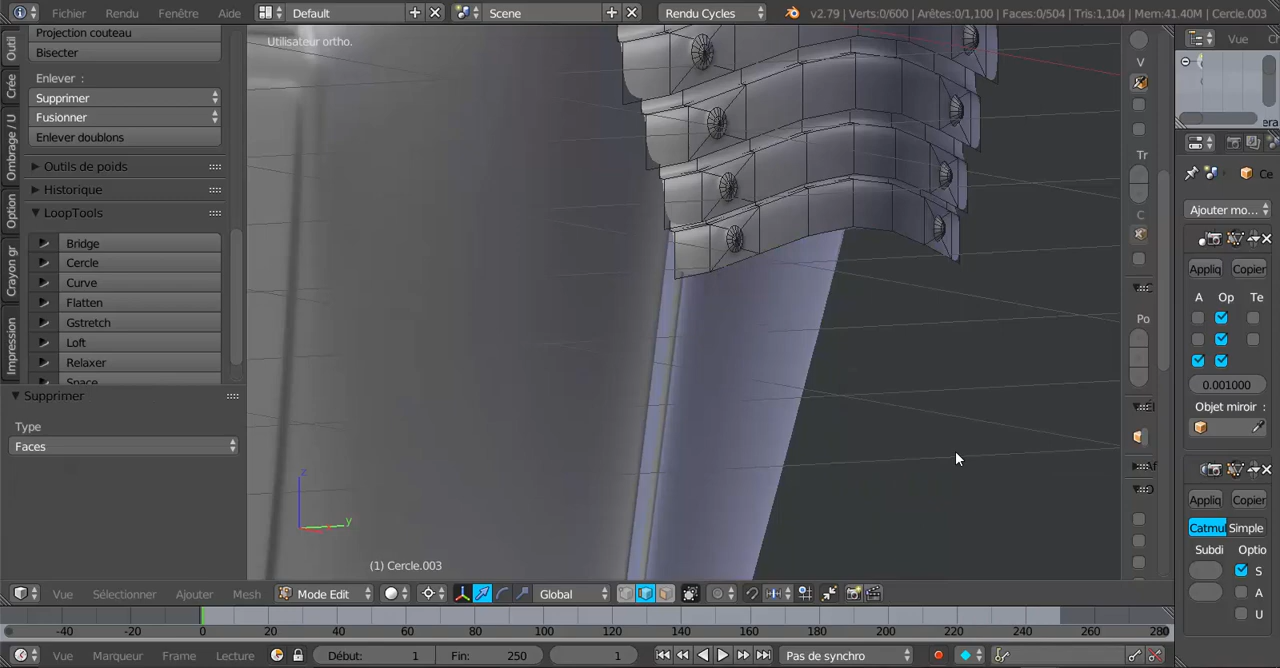 Fichier Rendu Fenêtre Aide Default Scene Rendu Cycles v2.79 | Verts:0/600 | Arêtes:0/1,100 | Faces:0/504 | Tris:1,104 | Mem:41.40M | Cercle.003
Projection couteau
Bisecter
Enlever :
Supprimer
Fusionner
Enlever doublons
Outils de poids
Historique
LoopTools
Bridge
Cercle
Curve
Flatten
Gstretch
Loft
Relaxer
Space
Supprimer
Type
Faces
Outil
Crée
Ombrage / U
Option
Crayon gr
Impression
Utilisateur ortho.
z
y
(1) Cercle.003
V
Tr
C
Po
Vue
era
Ce
Ajouter mo...
Appliq Copier
A Op Te
0.001000
Objet miroir :
Appliq Copier
Catmu Simple
Subdi Optio
S
A
U
Vue Sélectionner Ajouter Mesh Mode Edit Global
-40 -20 0 20 40 60 80 100 120 140 160 180 200 220 240 260 280
Vue Marqueur Frame Lecture Début: 1 Fin: 250 1 Pas de synchro